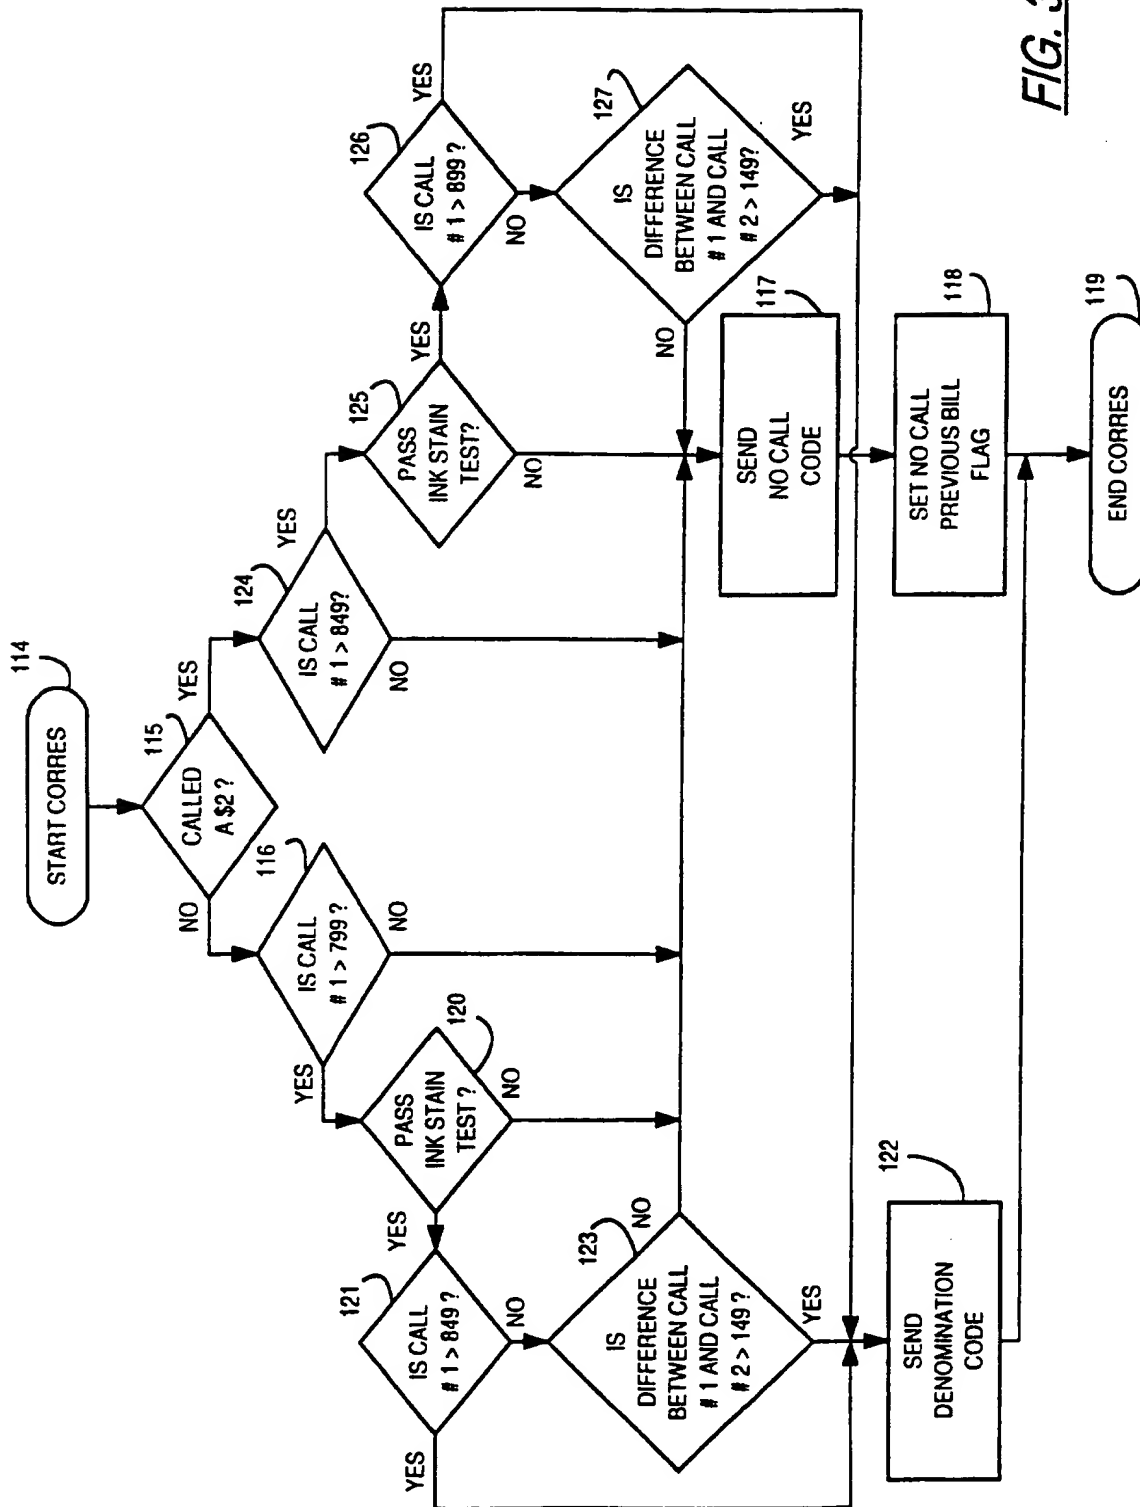 114
START CORRES
115
CALLED
A $2 ?
NO
YES
116
IS CALL
# 1 > 799 ?
YES
NO
124
IS CALL
# 1 > 849?
YES
NO
120
PASS
INK STAIN
TEST ?
YES
NO
125
PASS
INK STAIN
TEST?
YES
NO
121
IS CALL
# 1 > 849 ?
YES
NO
126
IS CALL
# 1 > 899 ?
YES
NO
123
IS
DIFFERENCE
BETWEEN CALL
# 1 AND CALL
# 2 > 149 ?
NO
YES
127
IS
DIFFERENCE
BETWEEN CALL
# 1 AND CALL
# 2 > 149?
NO
YES
117
SEND
NO CALL
CODE
122
SEND
DENOMINATION
CODE
118
SET NO CALL
PREVIOUS BILL
FLAG
119
END CORRES
FIG.